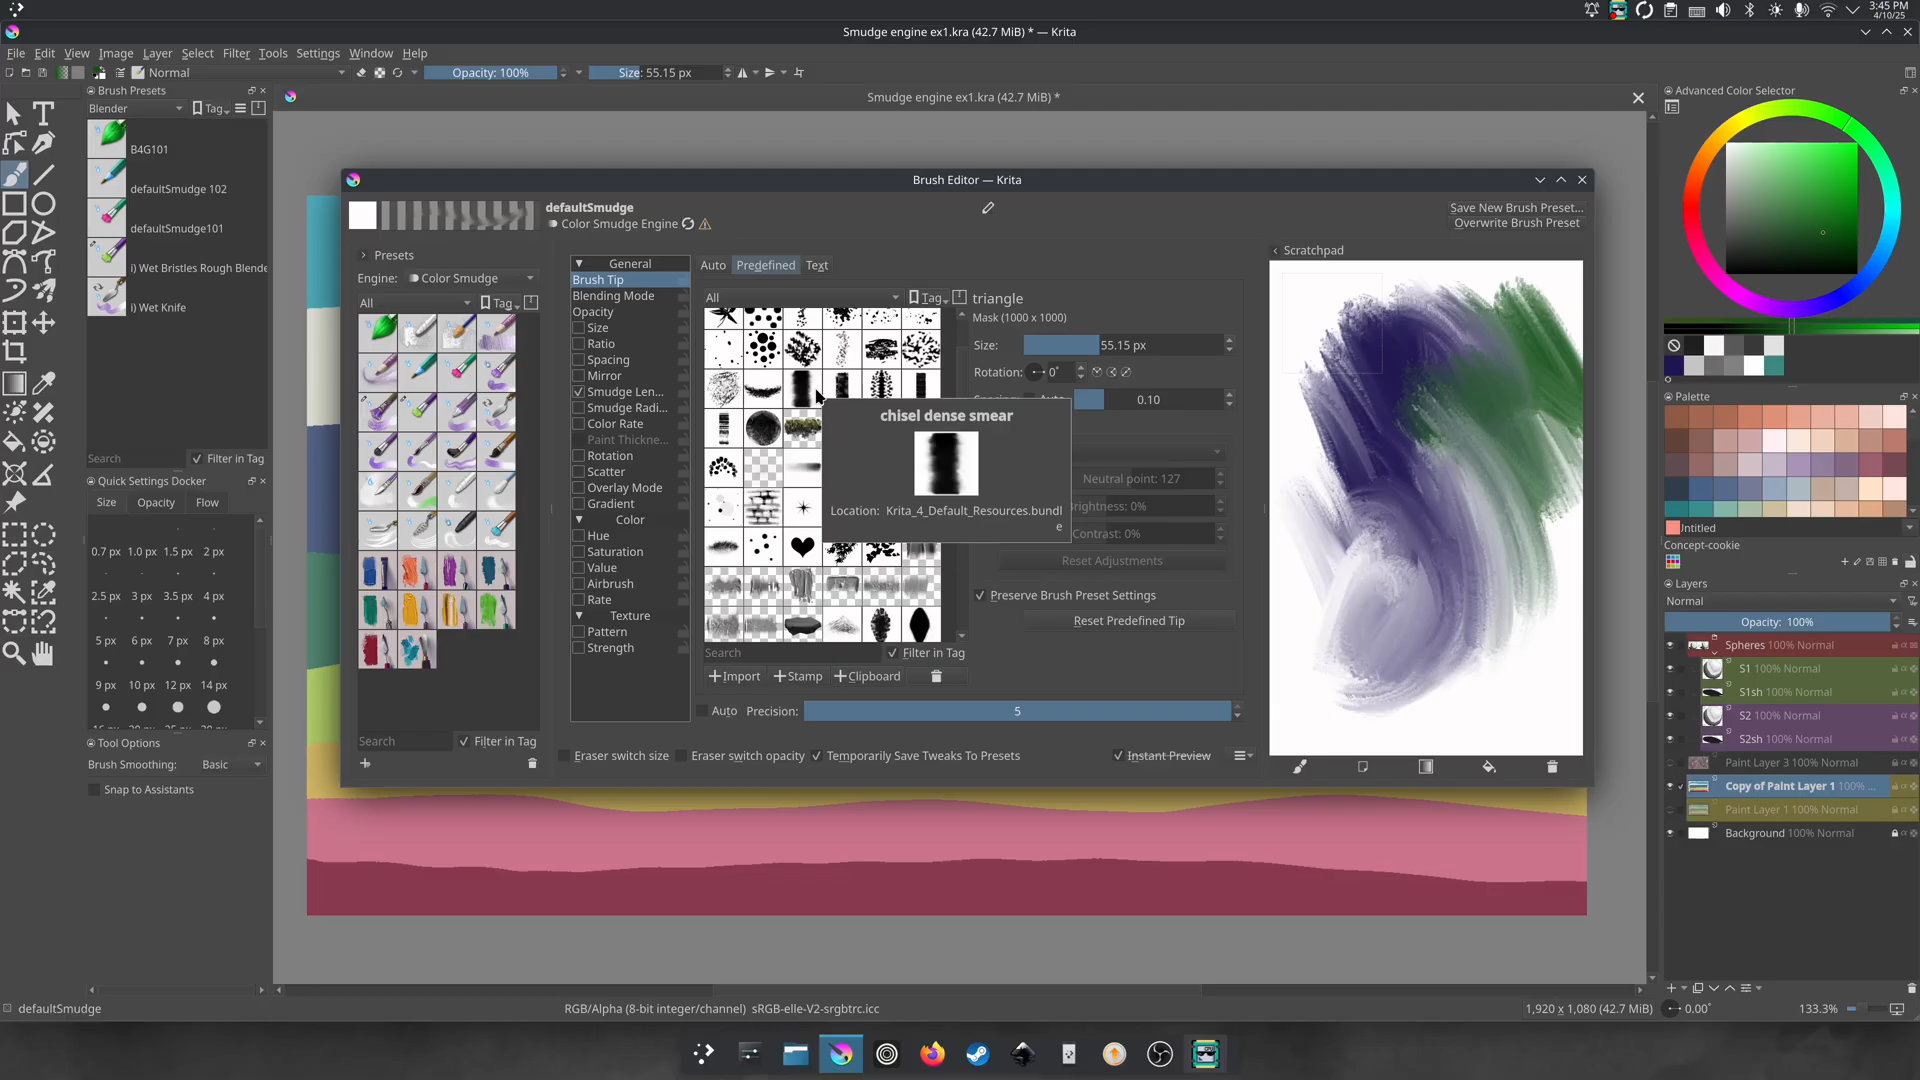 3:45 PM
4/10/25
Smudge engine ex1.kra (42.7 MiB) * — Krita
File Edit View Image Layer Select Filter Tools Settings Window Help
Normal
Opacity: 100%
Size: 55.15 px
Brush Presets
Blender
Tag
B4G101
defaultSmudge 102
defaultSmudge101
i) Wet Bristles Rough Blende
i) Wet Knife
Search
Filter in Tag
Quick Settings Docker
Size Opacity Flow
0.7 px 1.0 px 1.5 px 2 px
2.5 px 3 px 3.5 px 4 px
5 px 6 px 7 px 8 px
9 px 10 px 12 px 14 px
Tool Options
Brush Smoothing: Basic
Snap to Assistants
Smudge engine ex1.kra (42.7 MiB) *
Brush Editor — Krita
defaultSmudge
Color Smudge Engine
Save New Brush Preset...
Overwrite Brush Preset
Presets
Engine: Color Smudge
All
Tag
Search
Filter in Tag
General
Brush Tip
Blending Mode
Opacity
Size
Ratio
Spacing
Mirror
Smudge Len...
Smudge Radi...
Color Rate
Paint Thickne...
Rotation
Scatter
Overlay Mode
Gradient
Color
Hue
Saturation
Value
Airbrush
Rate
Texture
Pattern
Strength
Auto Predefined Text
All
Tag
triangle
Mask (1000 x 1000)
Size: 55.15 px
Rotation: 0°
0.10
chisel dense smear
Location: Krita_4_Default_Resources.bundl
e
Neutral point: 127
Brightness: 0%
Contrast: 0%
Reset Adjustments
Preserve Brush Preset Settings
Reset Predefined Tip
Search
Filter in Tag
Import
Stamp
Clipboard
Auto
Precision: 5
Eraser switch size
Eraser switch opacity
Temporarily Save Tweaks To Presets
Instant Preview
Scratchpad
Advanced Color Selector
Palette
Untitled
Concept-cookie
Layers
Normal
Opacity: 100%
Spheres 100% Normal
S1 100% Normal
S1sh 100% Normal
S2 100% Normal
S2sh 100% Normal
Paint Layer 3 100% Normal
Copy of Paint Layer 1 100% ...
Paint Layer 1 100% Normal
Background 100% Normal
defaultSmudge
RGB/Alpha (8-bit integer/channel) sRGB-elle-V2-srgbtrc.icc
1,920 x 1,080 (42.7 MiB)
0.00°
133.3%